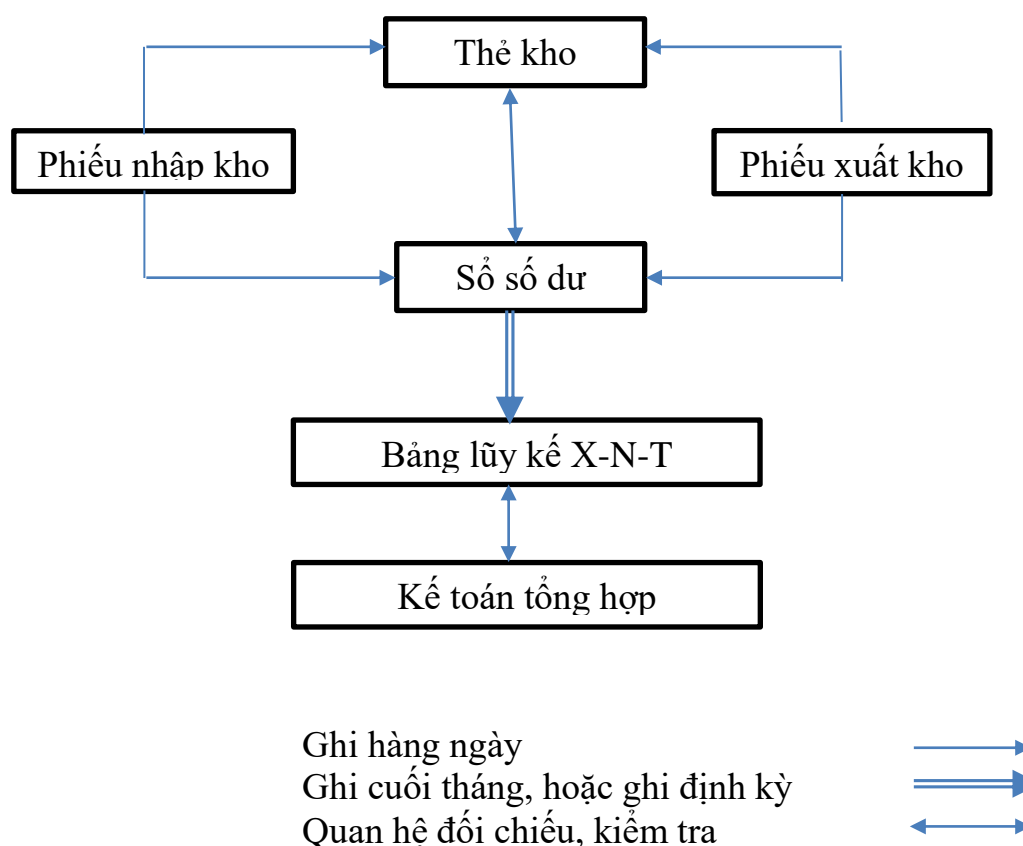 Thẻ kho
Phiếu nhập kho
Phiếu xuất kho
Sổ số dư
Bảng lũy kế X-N-T
Kế toán tổng hợp
Ghi hàng ngày
Ghi cuối tháng, hoặc ghi định kỳ
Quan hệ đối chiếu, kiểm tra